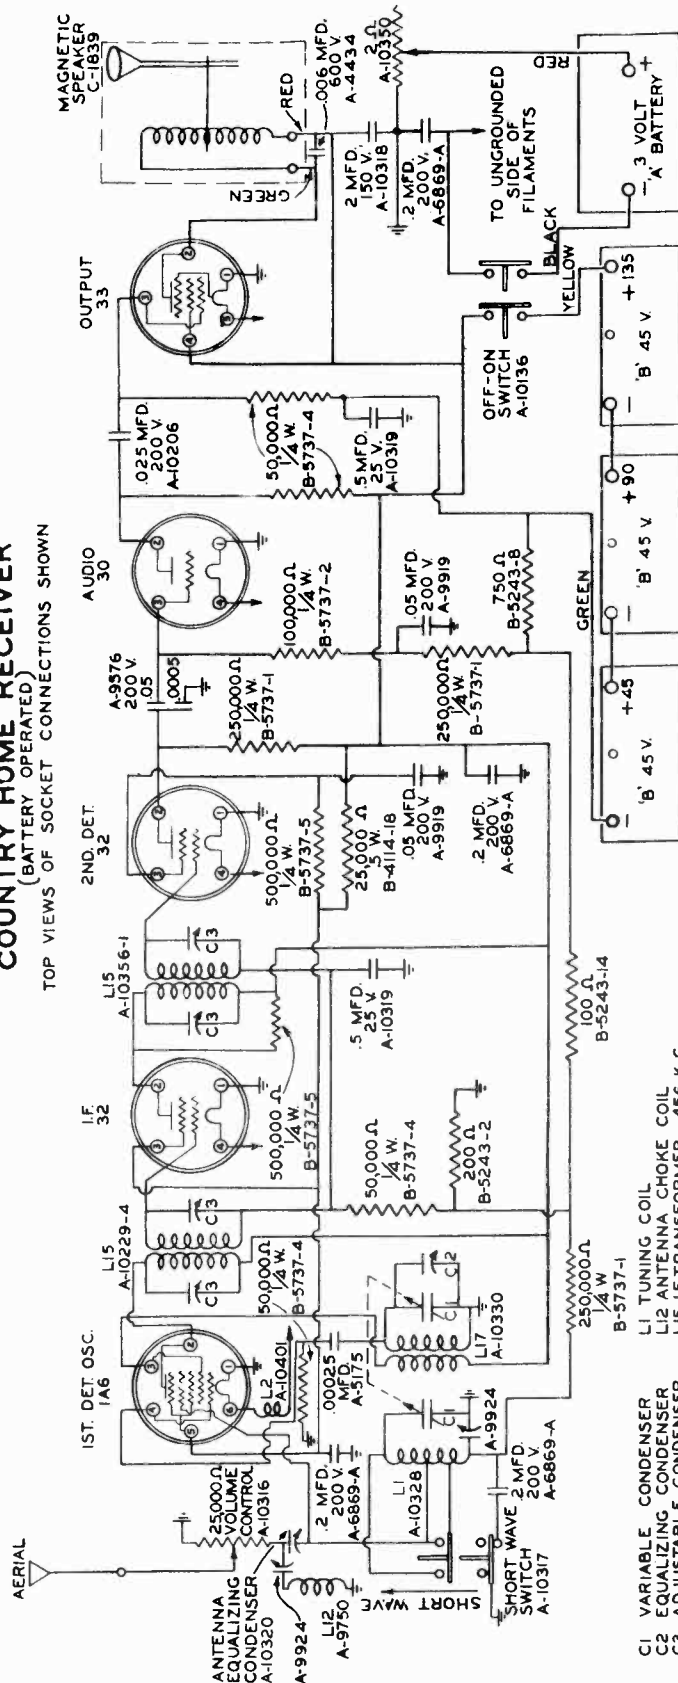 COUNTRY HOME RECEIVER
(BATTERY OPERATED)
TOP VIEWS OF SOCKET CONNECTIONS SHOWN
AERIAL
1ST. DET. OSC.
1A6
L15
A-10229-4
I.F.
32
L15
A-10356-1
2ND. DET.
32
AUDIO
30
OUTPUT
33
MAGNETIC
SPEAKER
C-1839
C3
C3
C3
C3
A-9576
200 V.
.05
.0005
.025 MFD.
200 V.
A-10206
GREEN
RED
.006 MFD.
600 V.
A-4434
25,000 Ω
VOLUME
CONTROL
A-10316
ANTENNA
EQUALIZING
CONDENSER
A-10320
A-9924
L12
A-9750
L2
A-10401
50,000 Ω
1/4 W.
B-5737-4
500,000 Ω
1/4 W.
B-5737-5
500,000 Ω
1/4 W.
B-5737-5
250,000 Ω
1/4 W.
B-5737-1
100,000 Ω
1/4 W.
B-5737-2
50,000 Ω
1/4 W.
B-5737-4
2 MFD.
150 V.
A-10318
2 Ω
A-10350
.2 MFD.
200 V.
A-6869-A
.00025
MFD.
A-5175
.5 MFD.
25 V.
A-10319
25,000 Ω
.5 W.
B-4114-18
.05 MFD.
200 V.
A-9919
.05 MFD.
200 V.
A-9919
.5 MFD.
25 V.
A-10319
.2 MFD.
200 V.
A-6869-A
TO UNGROUNDED
SIDE OF
FILAMENTS
C1
C2
L17
A-10330
L1
A-10328
C1
A-9924
50,000 Ω
1/4 W.
B-5737-4
200 Ω
B-5243-2
.2 MFD.
200 V.
A-6869-A
250,000 Ω
1/4 W.
B-5737-1
750 Ω
B-5243-8
OFF-ON
SWITCH
A-10136
BLACK
YELLOW
RED
GREEN
SHORT WAVE
SHORT WAVE
SWITCH
A-10317
.2 MFD.
200 V.
A-6869-A
250,000 Ω
1/4 W
B-5737-1
100 Ω
B-5243-14
- +45
'B' 45 V.
- +90
'B' 45 V.
- +135
'B' 45 V.
- +
3 VOLT
'A' BATTERY
C1 VARIABLE CONDENSER
C2 EQUALIZING CONDENSER
C3 ADJUSTABLE CONDENSER
L1 TUNING COIL
L12 ANTENNA CHOKE COIL
L15 I.F. TRANSFORMER 456 K.C.